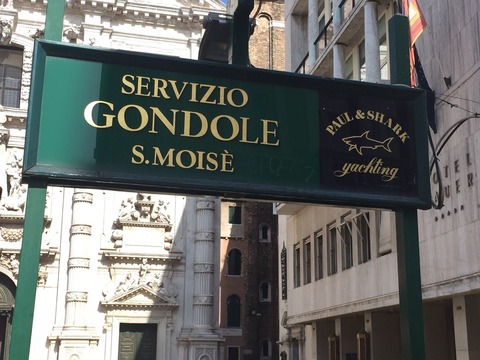 SERVIZIO
GONDOLE
S.MOISÈ
PAUL & SHARK
yachting